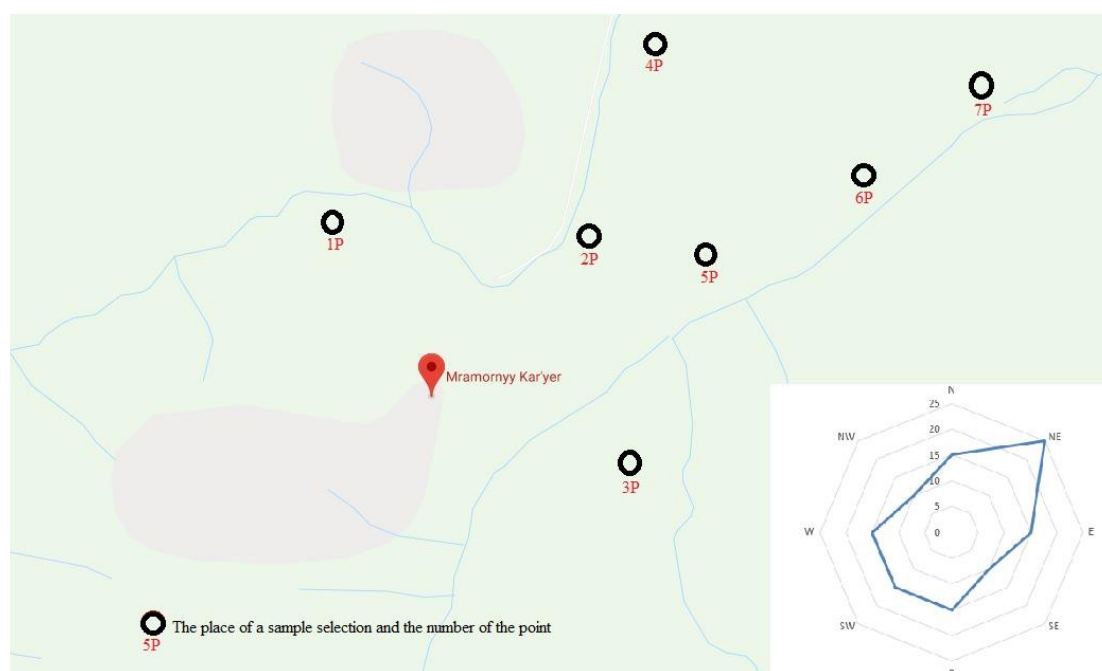 4P
7P
6P
1P
2P
5P
Mramornyy Kar'yer
3P
N
25
NW
NE
20
15
10
5
W
0
E
SW
SE
5P
The place of a sample selection and the number of the point